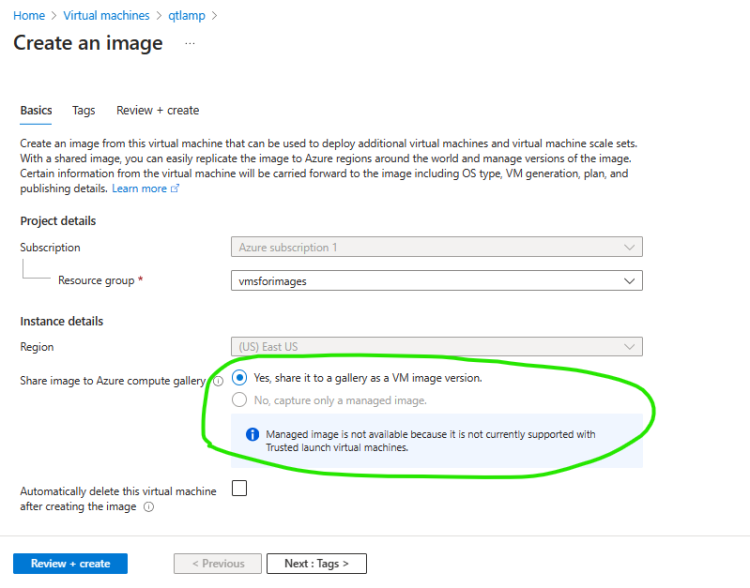 Home > Virtual machines > qtlamp >
Create an image ...
Basics Tags Review + create
Create an image from this virtual machine that can be used to deploy additional virtual machines and virtual machine scale sets.
With a shared image, you can easily replicate the image to Azure regions around the world and manage versions of the image.
Certain information from the virtual machine will be carried forward to the image including OS type, VM generation, plan, and
publishing details. Learn more
Project details
Subscription Azure subscription 1
Resource group * vmsforimages
Instance details
Region (US) East US
Share image to Azure compute gallery Yes, share it to a gallery as a VM image version.
No, capture only a managed image.
Managed image is not available because it is not currently supported with
Trusted launch virtual machines.
Automatically delete this virtual machine
after creating the image
Review + create < Previous Next : Tags >